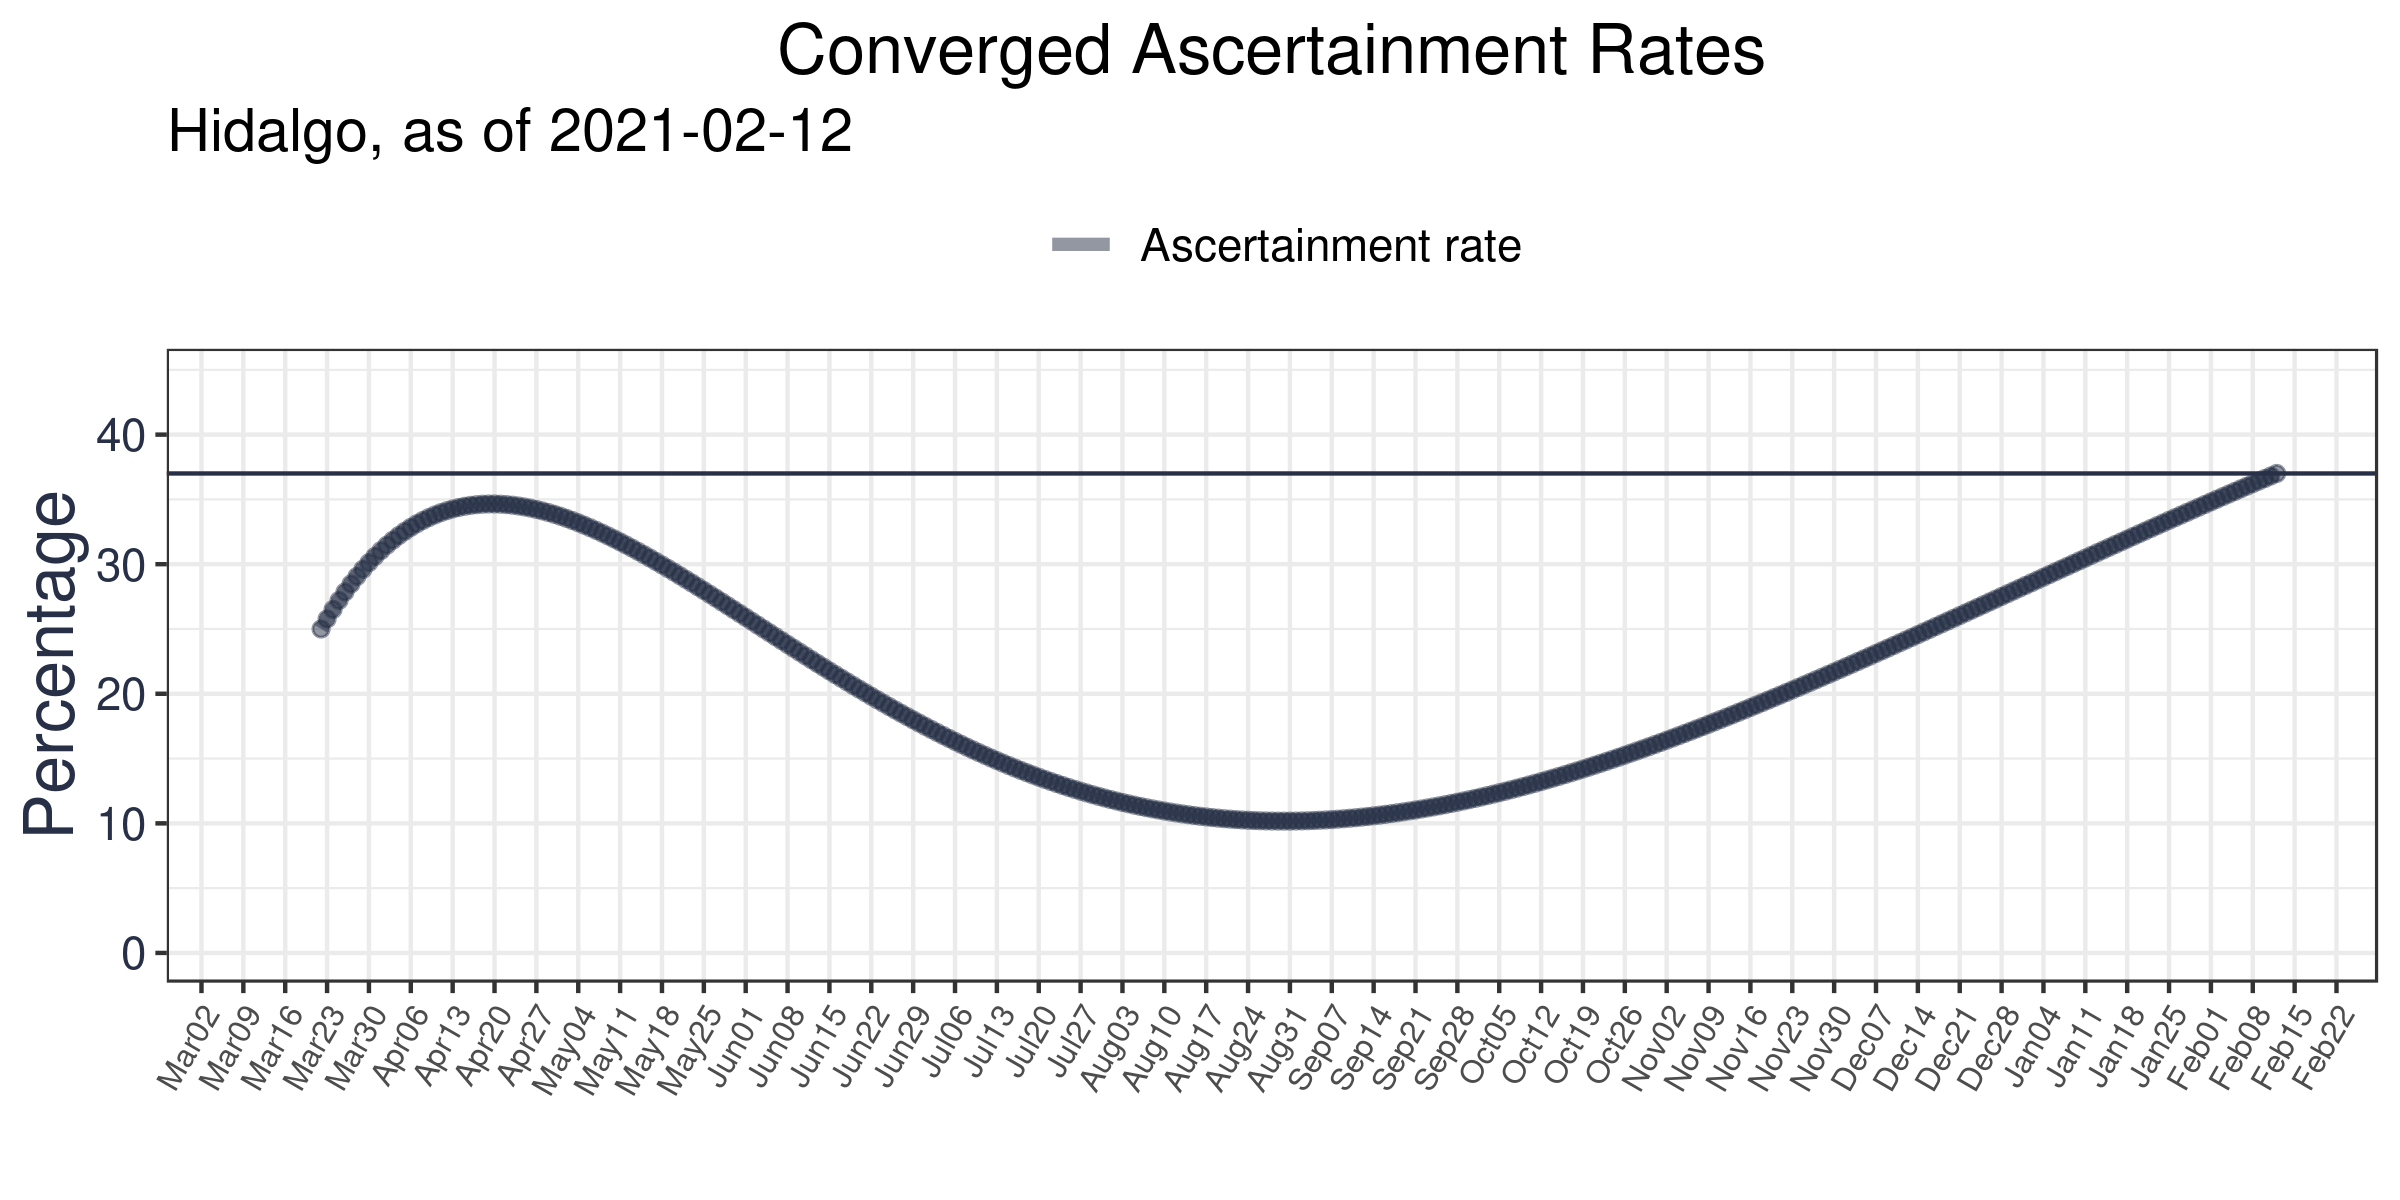 Converged Ascertainment Rates
Hidalgo, as of 2021-02-12
Ascertainment rate
Percentage
40
30
20
10
0
Mar02 Mar09 Mar16 Mar23 Mar30 Apr06 Apr13 Apr20 Apr27 May04 May11 May18 May25 Jun01 Jun08 Jun15 Jun22 Jun29 Jul06 Jul13 Jul20 Jul27 Aug03 Aug10 Aug17 Aug24 Aug31 Sep07 Sep14 Sep21 Sep28 Oct05 Oct12 Oct19 Oct26 Nov02 Nov09 Nov16 Nov23 Nov30 Dec07 Dec14 Dec21 Dec28 Jan04 Jan11 Jan18 Jan25 Feb01 Feb08 Feb15 Feb22